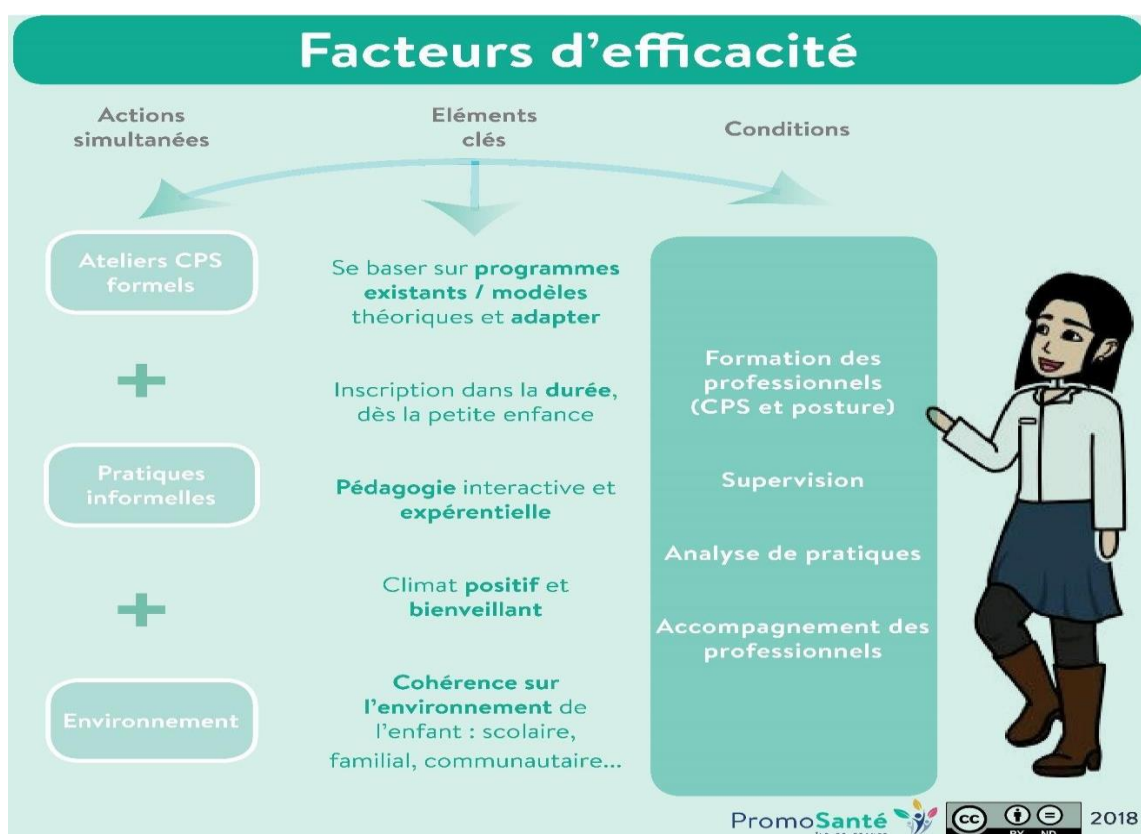 Facteurs d'efficacité
Actions
simultanées
Eléments
clés
Conditions
Ateliers CPS
formels
+
Pratiques
informelles
+
Environnement
Se baser sur programmes
existants / modèles
théoriques et adapter
Inscription dans la durée,
dès la petite enfance
Pédagogie interactive et
expérentielle
Climat positif et
bienveillant
Cohérence sur
l'environnement de
l'enfant : scolaire,
familial, communautaire...
Formation des
professionnels
(CPS et posture)
Supervision
Analyse de pratiques
Accompagnement des
professionnels
PromoSanté
cc
BY ND
2018